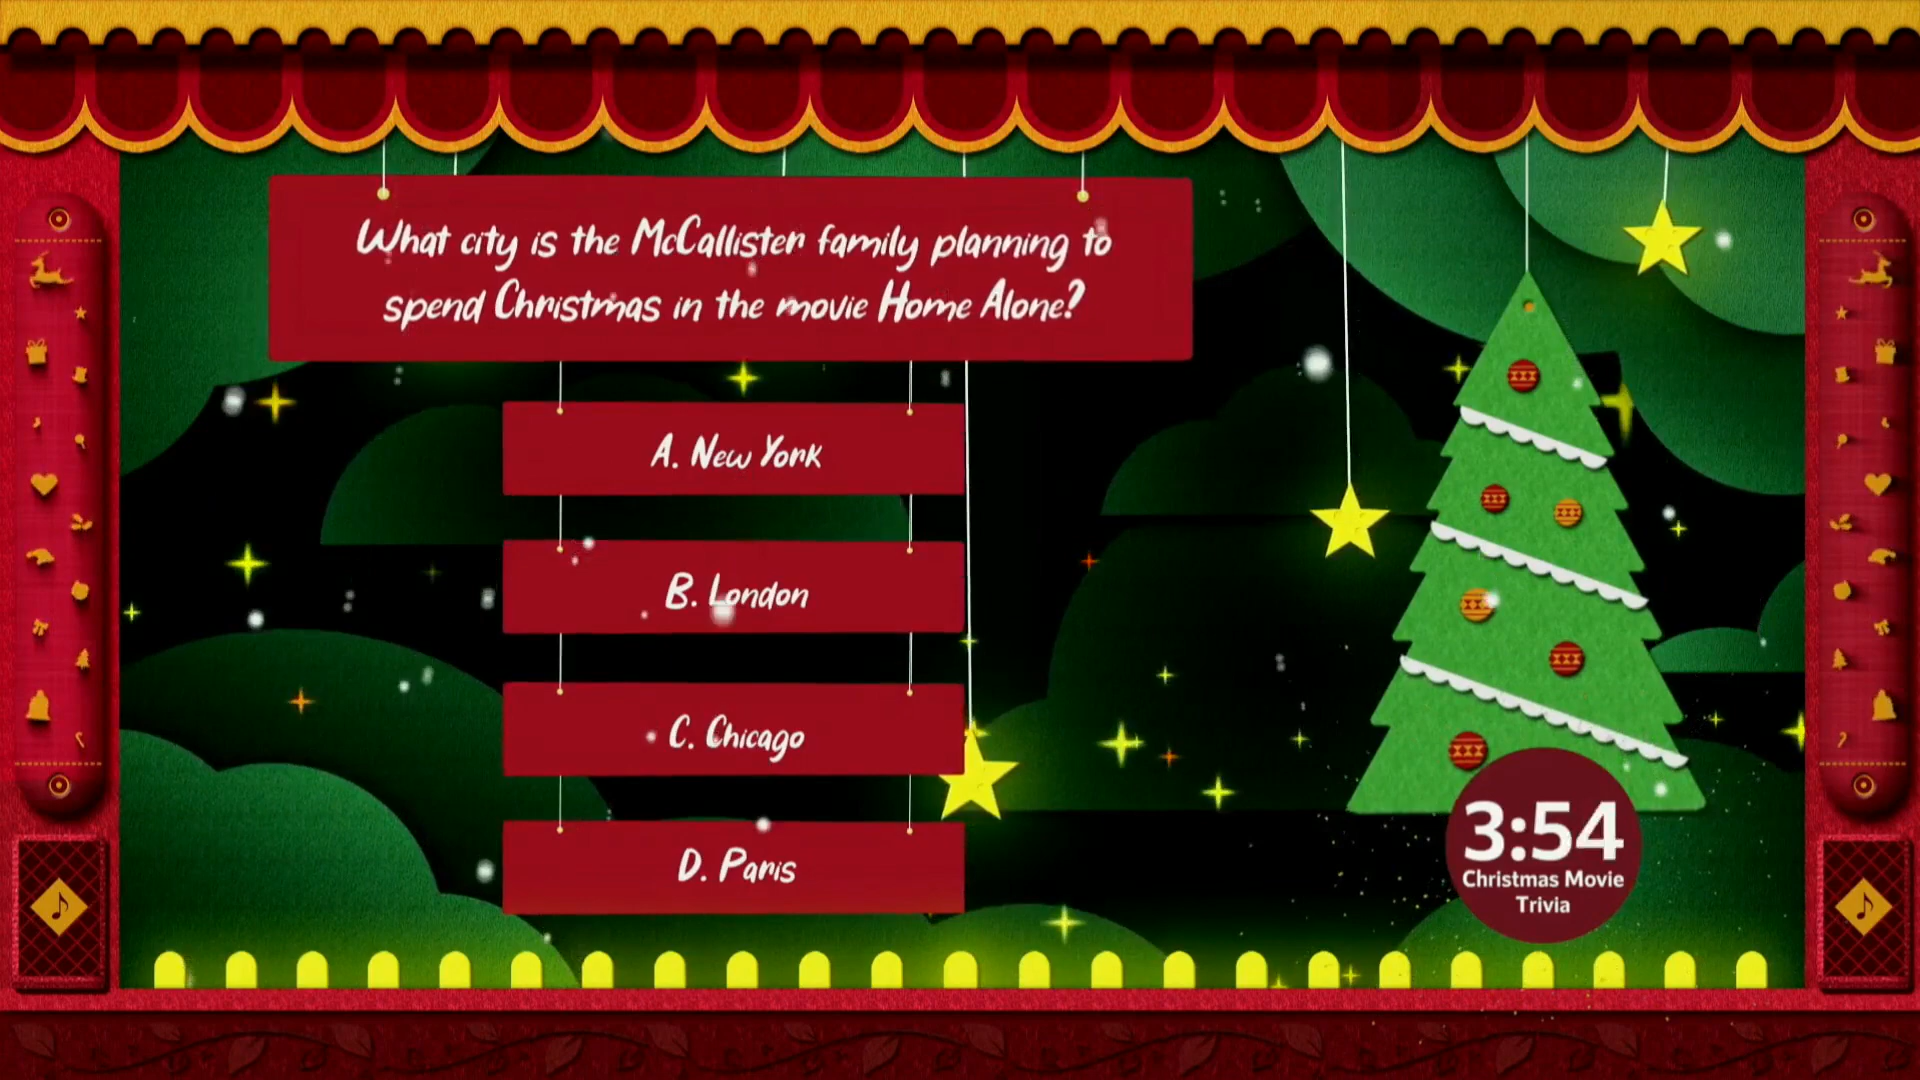 What city is the McCallister family planning to
spend Christmas in the movie Home Alone?
A. New York
B. London
C. Chicago
D. Paris
3:54
Christmas Movie
Trivia